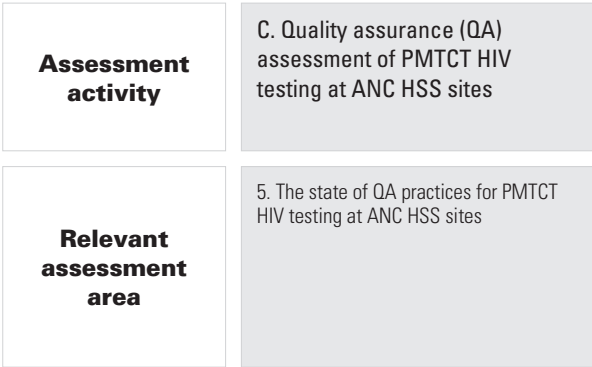 Assessment
activity
C. Quality assurance (QA)
assessment of PMTCT HIV
testing at ANC HSS sites
Relevant
assessment
area
5. The state of QA practices for PMTCT
HIV testing at ANC HSS sites